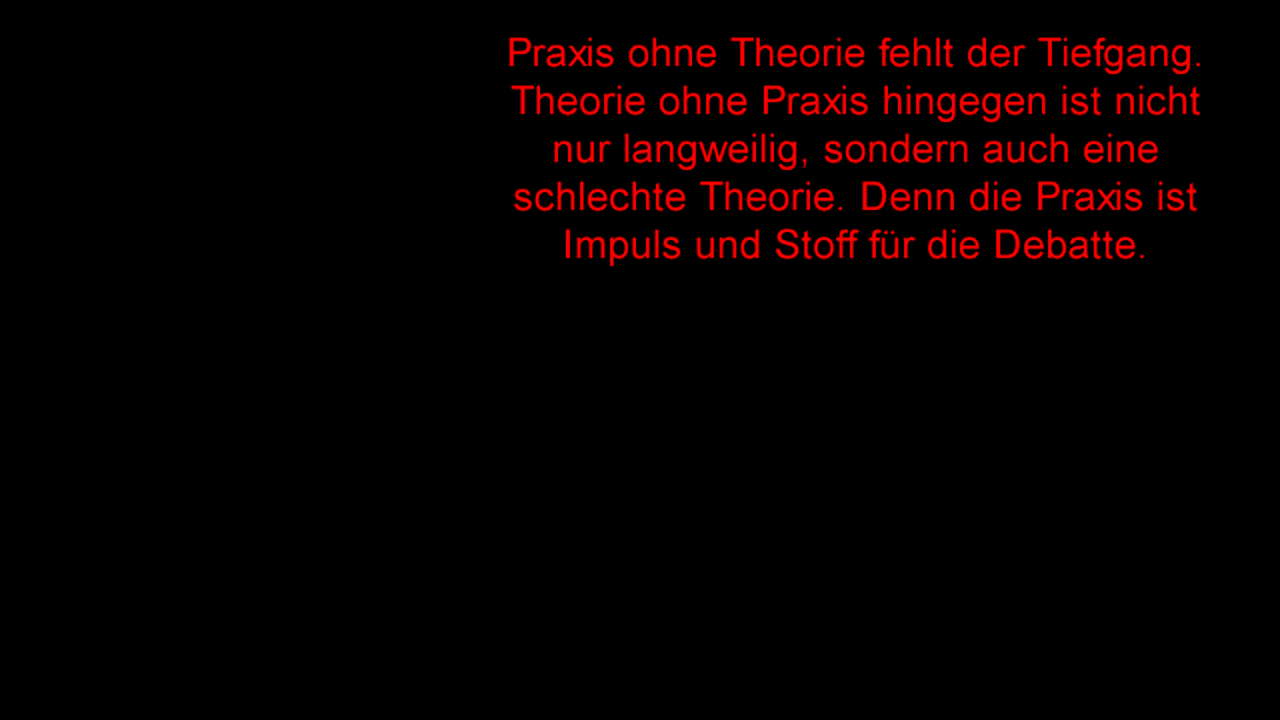 Praxis ohne Theorie fehlt der Tiefgang.
Theorie ohne Praxis hingegen ist nicht
nur langweilig, sondern auch eine
schlechte Theorie. Denn die Praxis ist
Impuls und Stoff für die Debatte.